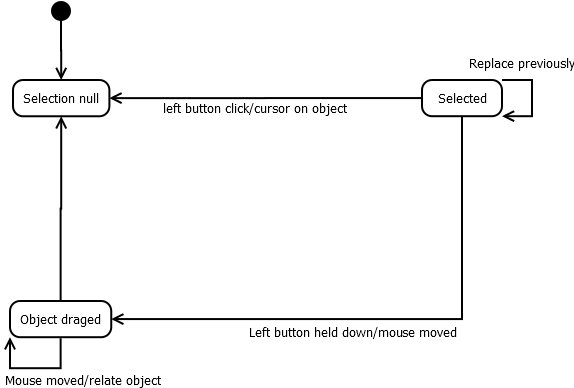 Replace previously
Selection null
Selected
left button click/cursor on object
Object draged
Left button held down/mouse moved
Mouse moved/relate object